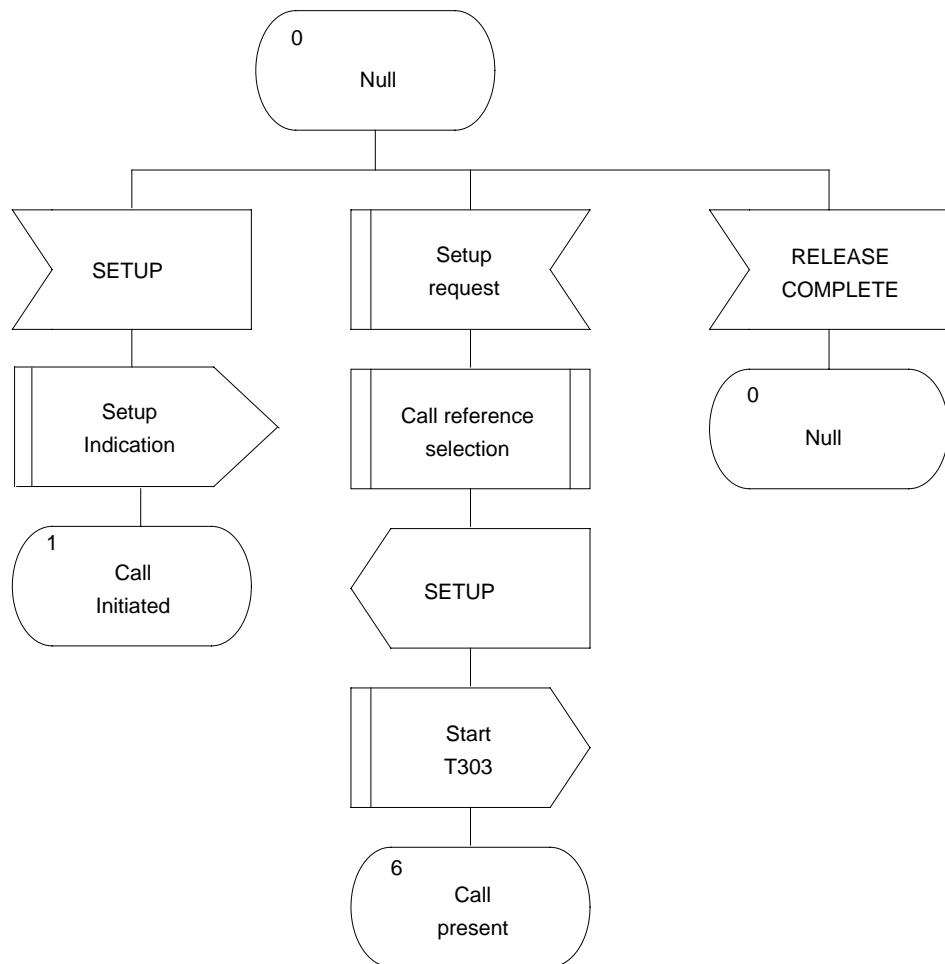 0
Null
SETUP
Setup
Indication
1
Call
Initiated
Setup
request
Call reference
selection
SETUP
Start
T303
6
Call
present
RELEASE
COMPLETE
0
Null